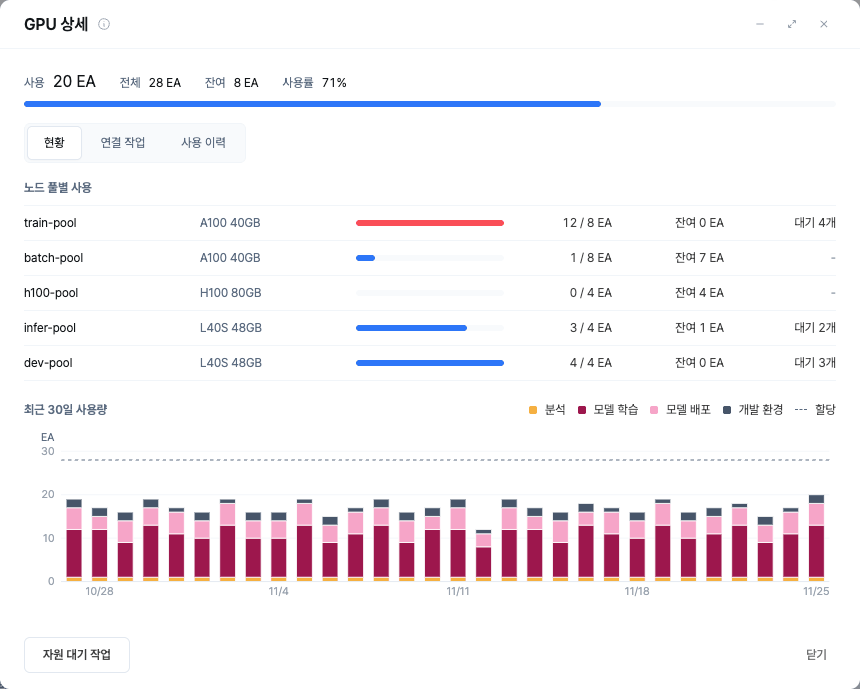 GPU 상세
사용 20 EA 전체 28 EA 잔여 8 EA 사용률 71%
현황 연결 작업 사용 이력
노드 풀별 사용
train-pool A100 40GB 12 / 8 EA 잔여 0 EA 대기 4개
batch-pool A100 40GB 1 / 8 EA 잔여 7 EA -
h100-pool H100 80GB 0 / 4 EA 잔여 4 EA -
infer-pool L40S 48GB 3 / 4 EA 잔여 1 EA 대기 2개
dev-pool L40S 48GB 4 / 4 EA 잔여 0 EA 대기 3개
최근 30일 사용량 분석 모델 학습 모델 배포 개발 환경 할당
EA
30
20
10
0
10/28 11/4 11/11 11/18 11/25
자원 대기 작업 닫기